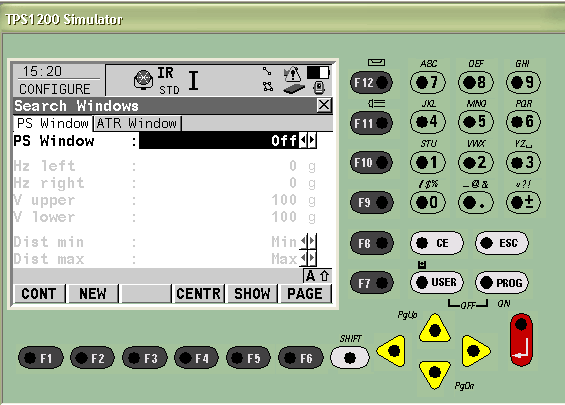 TPS1200 Simulator
15:20
CONFIGURE
IR
STD
I
Search Windows
PS Window ATR Window
PS Window : Off
Hz left : 0 g
Hz right : 0 g
V upper : 100 g
V lower : 100 g
Dist min : Min
Dist max : Max
A
CONT NEW CENTR SHOW PAGE
F12 ABC 7 DEF 8 GHI 9
F11 JKL 4 MNO 5 PQR 6
F10 STU 1 VWX 2 YZ 3
F9 /$% 0 _@& . *?! ±
F8 CE ESC
F7 USER PROG
OFF ON
PgUp
SHIFT
F1 F2 F3 F4 F5 F6
PgDn